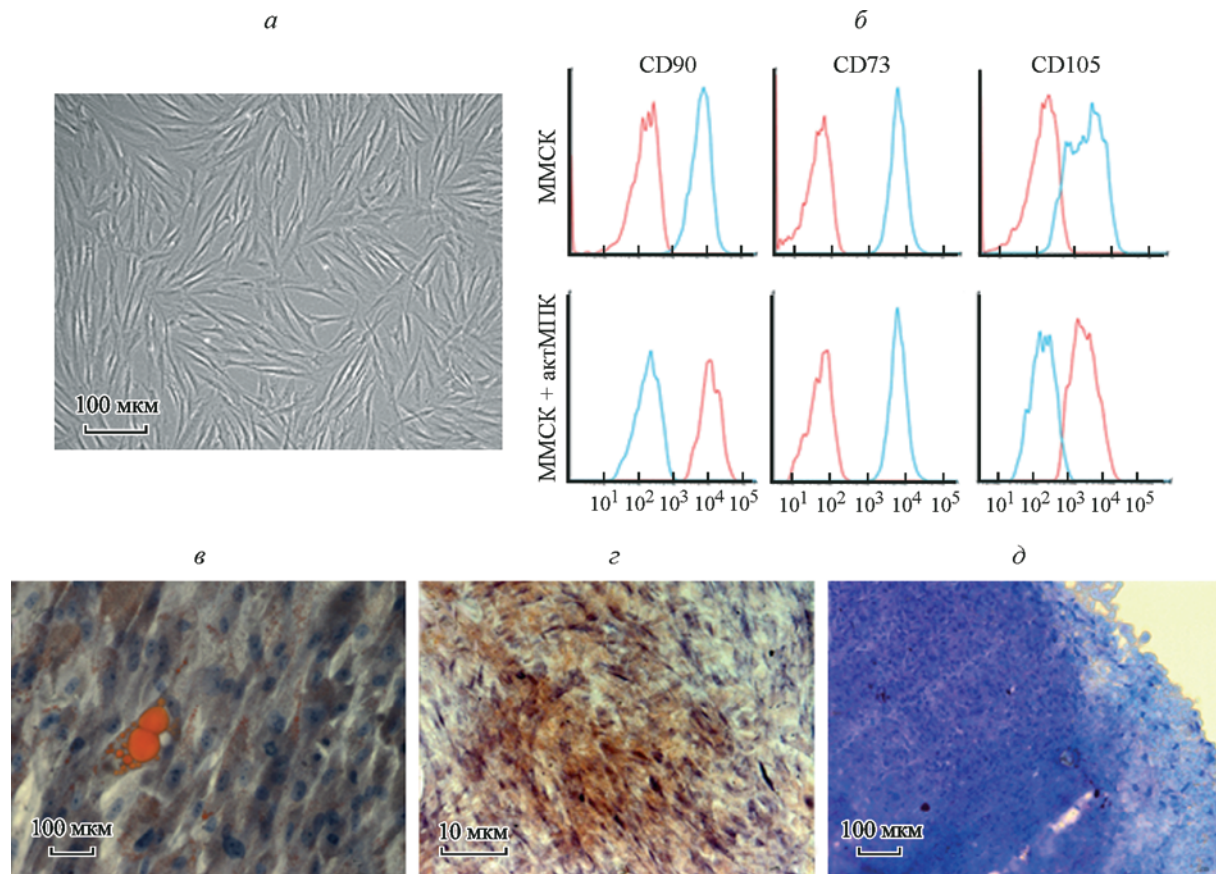 а
б
CD90
CD73
CD105
ММСК
100 мкм
ММСК + актМПК
10¹ 10² 10³ 10⁴ 10⁵
10¹ 10² 10³ 10⁴ 10⁵
10¹ 10² 10³ 10⁴ 10⁵
в
г
д
100 мкм
10 мкм
100 мкм